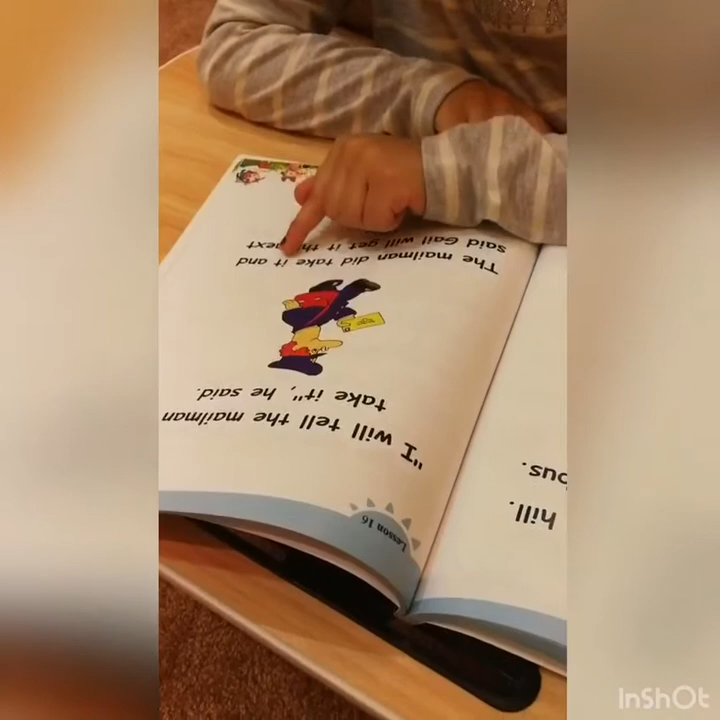 Lesson 16
"I will tell the mailman
take it", he said.
The mailman did take it and
said Gail will get it next
hill.
InShOt